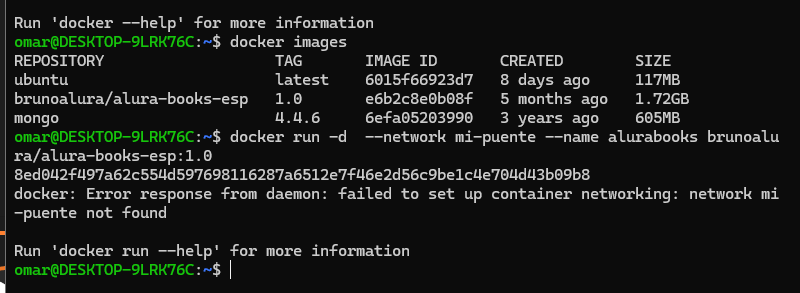 Run 'docker --help' for more information
omar@DESKTOP-9LRK76C:~$ docker images
REPOSITORY                TAG       IMAGE ID       CREATED        SIZE
ubuntu                    latest    6015f66923d7   8 days ago     117MB
brunoalura/alura-books-esp   1.0       e6b2c8e0b08f   5 months ago   1.72GB
mongo                     4.4.6     6efa05203990   3 years ago    605MB
omar@DESKTOP-9LRK76C:~$ docker run -d  --network mi-puente --name alurabooks brunoalu
ra/alura-books-esp:1.0
8ed042f497a62c554d597698116287a6512e7f46e2d56c9be1c4e704d43b09b8
docker: Error response from daemon: failed to set up container networking: network mi
-puente not found
Run 'docker run --help' for more information
omar@DESKTOP-9LRK76C:~$